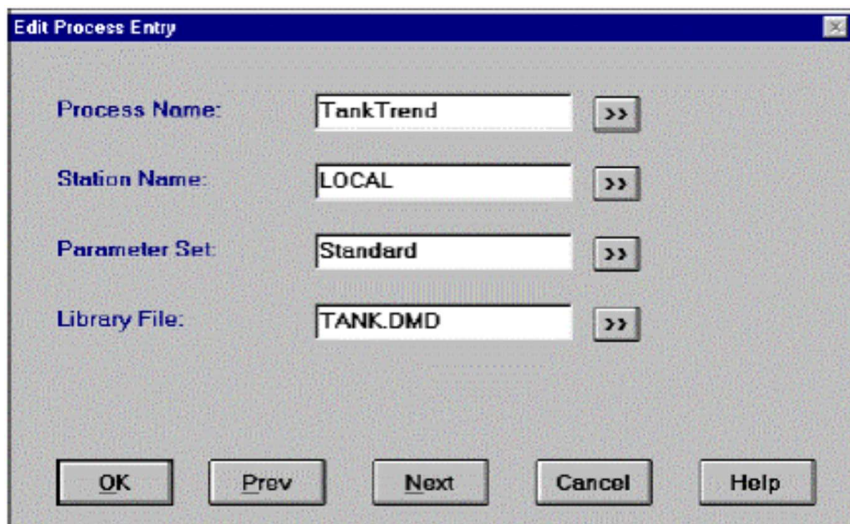 Edit Process Entry
Process Name: TankTrend >>
Station Name: LOCAL >>
Parameter Set: Standard >>
Library File: TANK.DMD >>
OK Prev Next Cancel Help